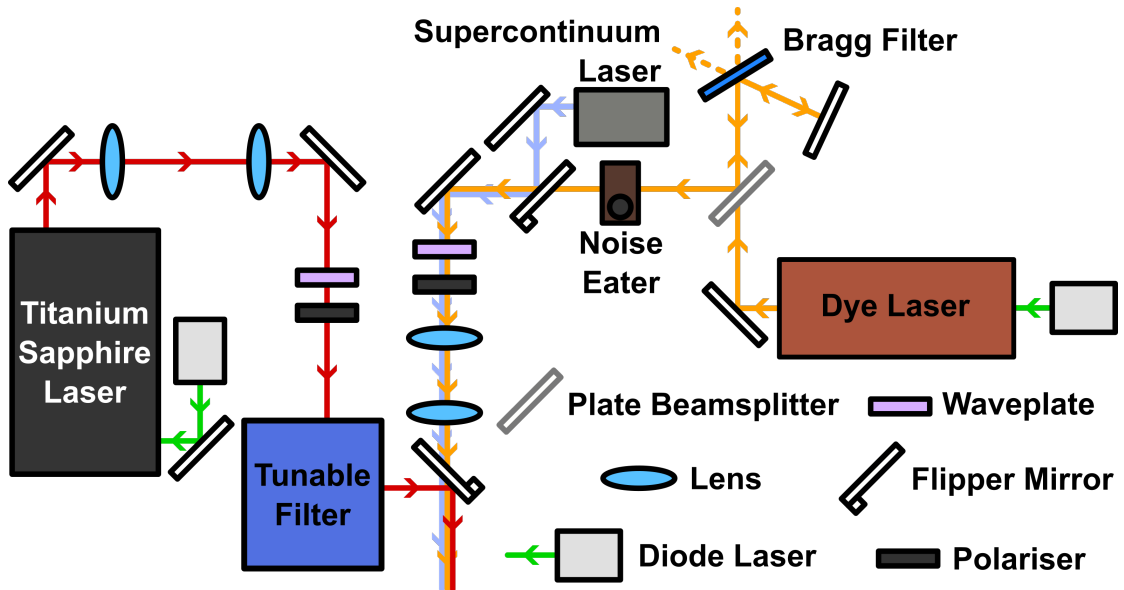 Supercontinuum
Laser
Bragg Filter
Noise
Eater
Titanium
Sapphire
Laser
Dye Laser
Plate Beamsplitter
Waveplate
Tunable
Filter
Lens
Flipper Mirror
Diode Laser
Polariser